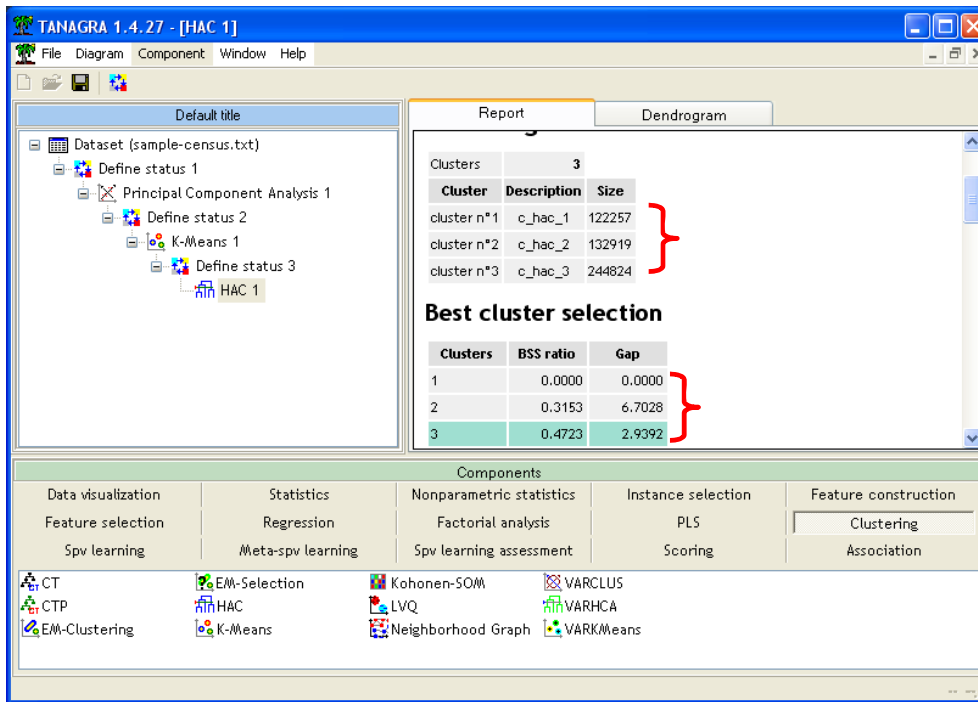 TANAGRA 1.4.27 - [HAC 1]
File Diagram Component Window Help
Default title
Dataset (sample-census.txt)
Define status 1
Principal Component Analysis 1
Define status 2
K-Means 1
Define status 3
HAC 1
Report Dendrogram
Clusters 3
Cluster Description Size
cluster n°1 c_hac_1 122257
cluster n°2 c_hac_2 132919
cluster n°3 c_hac_3 244824
Best cluster selection
Clusters BSS ratio Gap
1 0.0000 0.0000
2 0.3153 6.7028
3 0.4723 2.9392
Components
Data visualization Statistics Nonparametric statistics Instance selection Feature construction
Feature selection Regression Factorial analysis PLS Clustering
Spv learning Meta-spv learning Spv learning assessment Scoring Association
CT EM-Selection Kohonen-SOM VARCLUS
CTP HAC LVQ VARHCA
EM-Clustering K-Means Neighborhood Graph VARKMeans